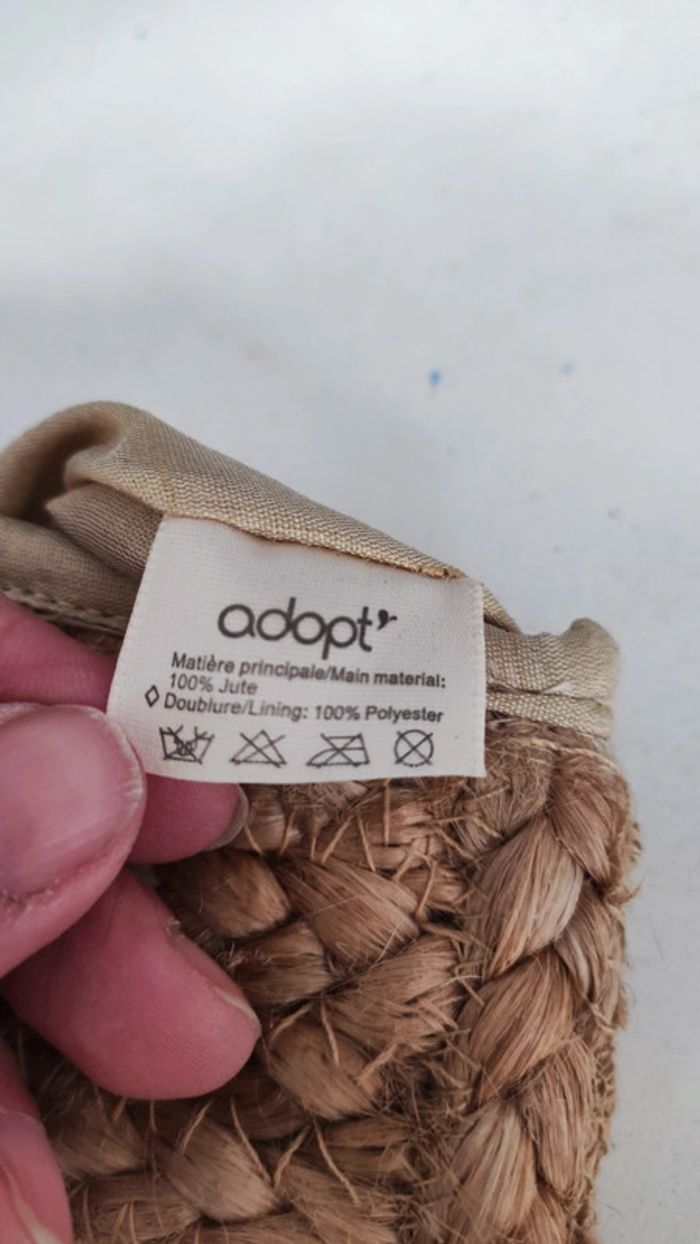 adopt'
Matière principale/Main material:
100% Jute
Doublure/Lining: 100% Polyester